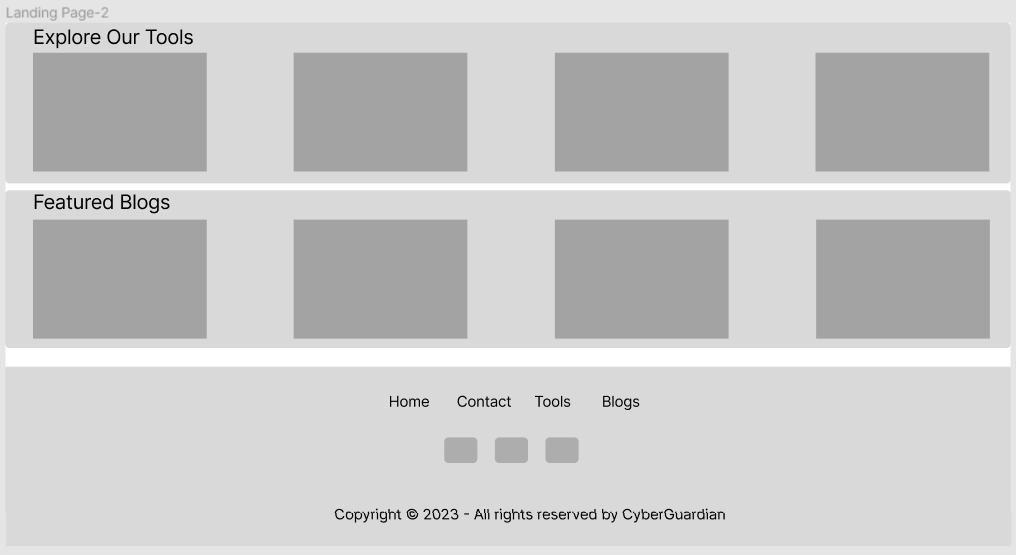 Landing Page-2
Explore Our Tools
Featured Blogs
Home Contact Tools Blogs
Copyright © 2023 - All rights reserved by CyberGuardian